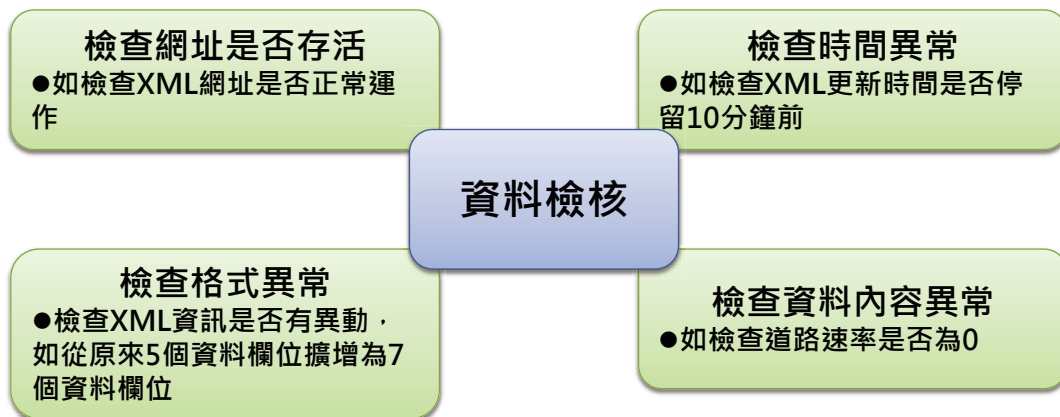 檢查網址是否存活
●如檢查XML網址是否正常運
作
檢查時間異常
●如檢查XML更新時間是否停
留10分鐘前
資料檢核
檢查格式異常
●檢查XML資訊是否有異動，
如從原來5個資料欄位擴增為7
個資料欄位
檢查資料內容異常
●如檢查道路速率是否為0